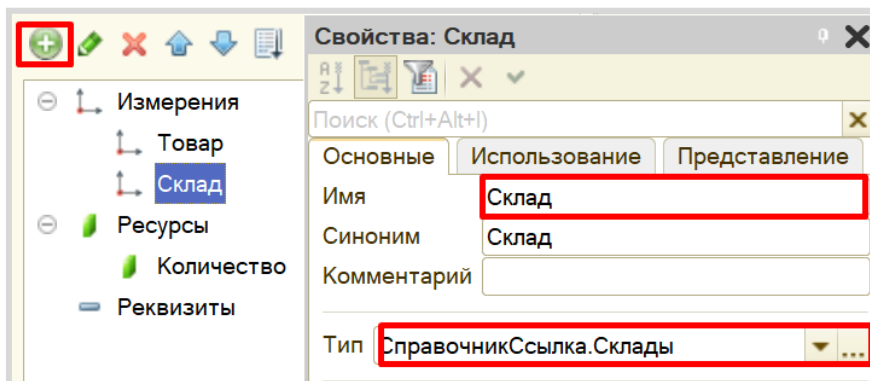 Свойства: Склад
Поиск (Ctrl+Alt+I)
Основные Использование Представление
Имя Склад
Синоним Склад
Комментарий
Тип СправочникСсылка.Склады ...
Измерения
Товар
Склад
Ресурсы
Количество
Реквизиты